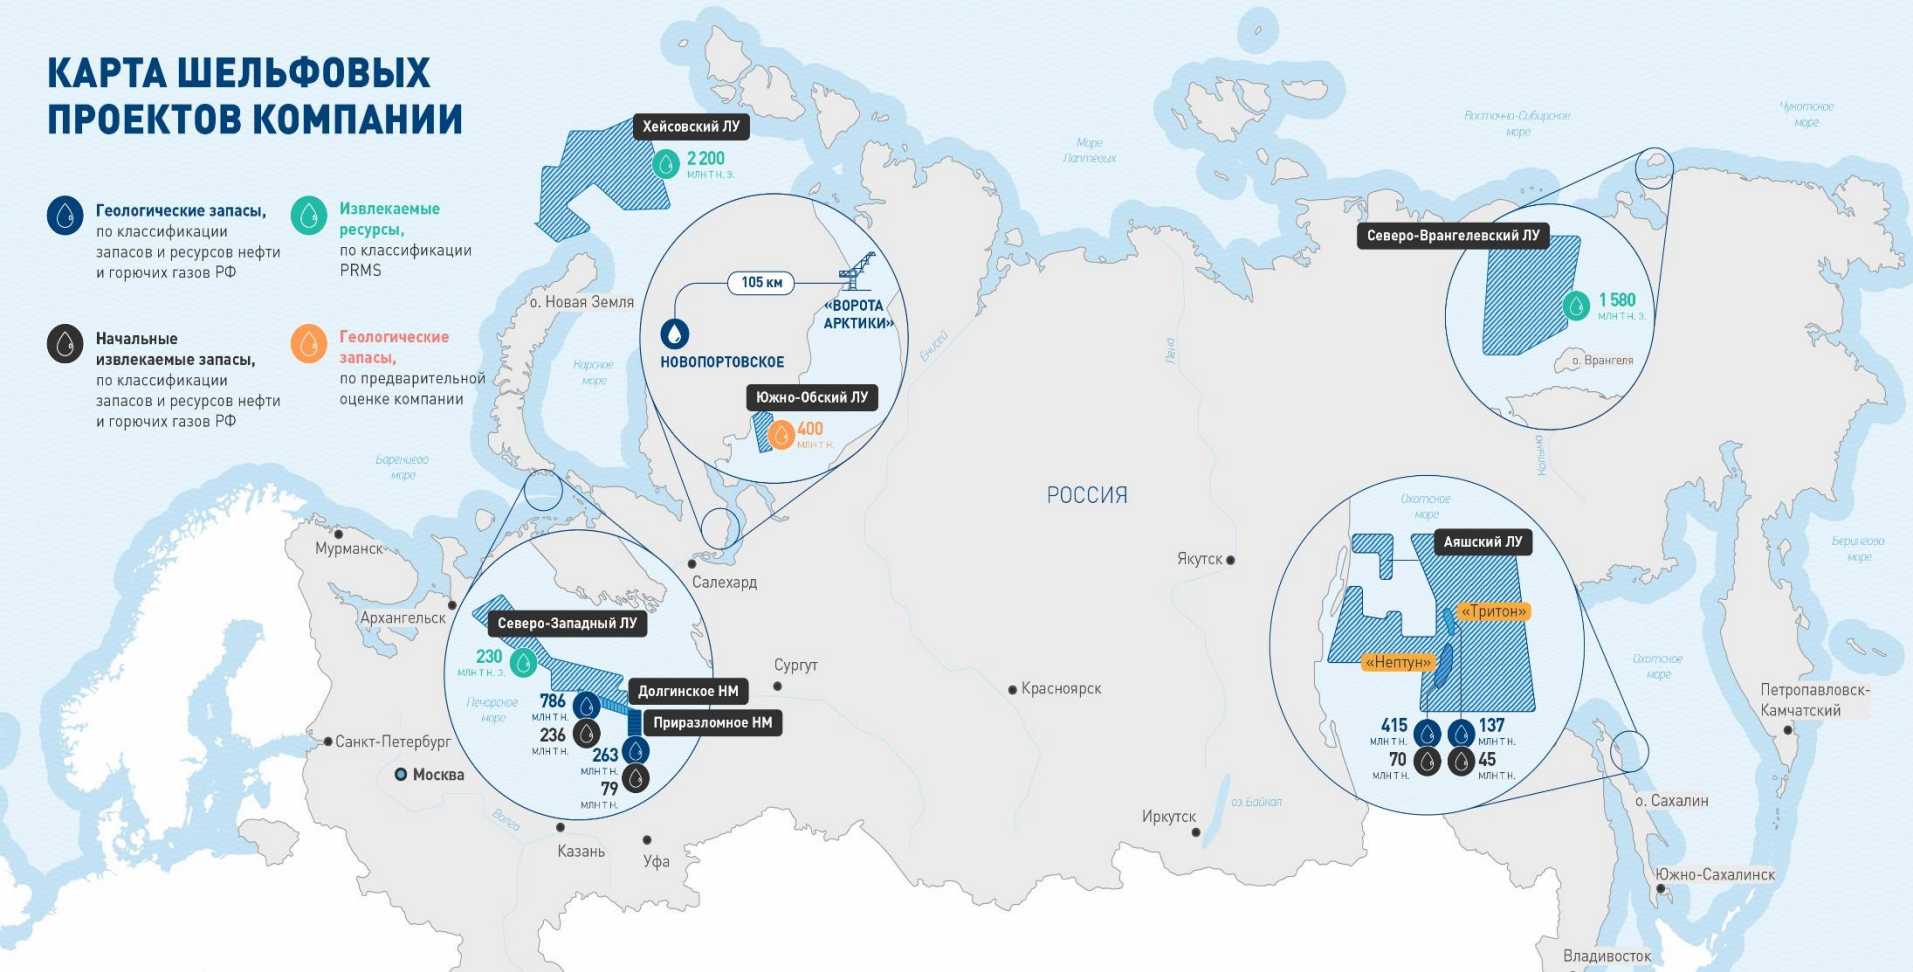 КАРТА ШЕЛЬФОВЫХ
ПРОЕКТОВ КОМПАНИИ
Геологические запасы,
по классификации
запасов и ресурсов нефти
и горючих газов РФ
Извлекаемые
ресурсы,
по классификации
PRMS
Начальные
извлекаемые запасы,
по классификации
запасов и ресурсов нефти
и горючих газов РФ
Геологические
запасы,
по предварительной
оценке компании
Хейсовский ЛУ
2 200
МЛН Т Н. Э.
о. Новая Земля
Карское
море
Баренцево
море
105 км
«ВОРОТА
АРКТИКИ»
НОВОПОРТОВСКОЕ
Южно-Обский ЛУ
400
МЛН Т Н.
Енисей
Море
Лаптевых
Лена
Восточно-Сибирское
море
Чукотское
море
Северо-Врангелевский ЛУ
1 580
МЛН Т Н. Э.
о. Врангеля
Колыма
РОССИЯ
Мурманск
Архангельск
Салехард
Якутск
Северо-Западный ЛУ
230
МЛН Т Н. Э.
Печорское
море
Долгинское НМ
786
МЛН Т Н.
236
МЛН Т Н.
Приразломное НМ
263
МЛН Т Н.
79
МЛН Т Н.
Сургут
Красноярск
Санкт-Петербург
Москва
Волга
Казань
Уфа
Иркутск
оз. Байкал
Охотское
море
Аяшский ЛУ
«Тритон»
«Нептун»
415
МЛН Т Н.
137
МЛН Т Н.
70
МЛН Т Н.
45
МЛН Т Н.
Берингово
море
Охотское
море
Петропавловск-
Камчатский
о. Сахалин
Южно-Сахалинск
Владивосток